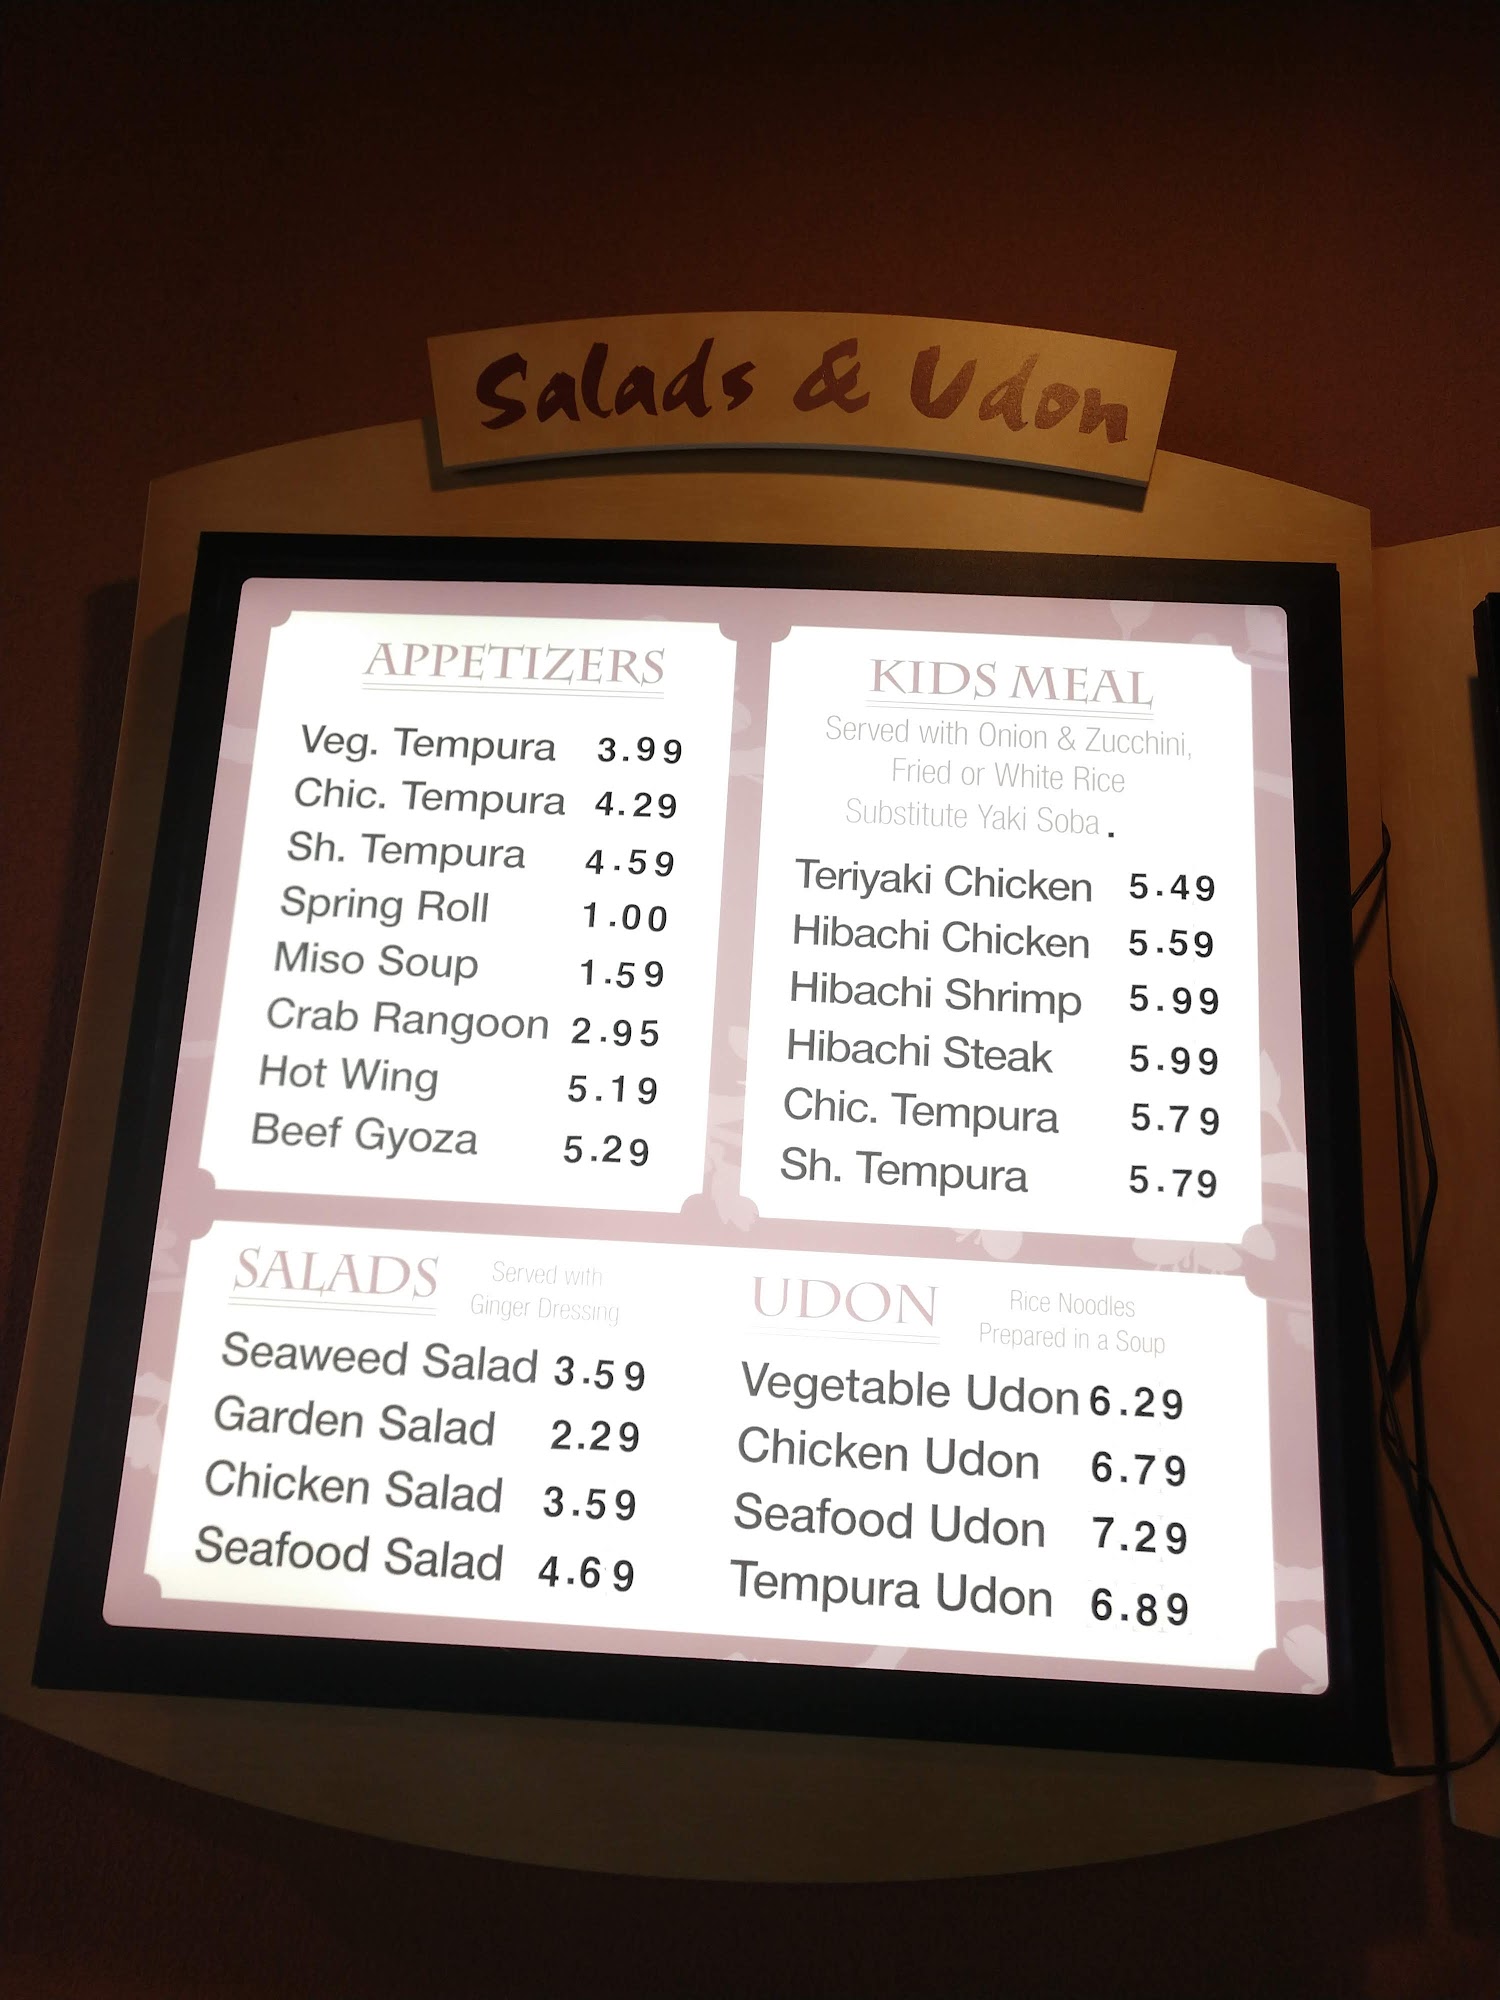 Salads & Udon
APPETIZERS
Veg. Tempura 3.99
Chic. Tempura 4.29
Sh. Tempura 4.59
Spring Roll 1.00
Miso Soup 1.59
Crab Rangoon 2.95
Hot Wing 5.19
Beef Gyoza 5.29
KIDS MEAL
Served with Onion & Zucchini,
Fried or White Rice
Substitute Yaki Soba .
Teriyaki Chicken 5.49
Hibachi Chicken 5.59
Hibachi Shrimp 5.99
Hibachi Steak 5.99
Chic. Tempura 5.79
Sh. Tempura 5.79
SALADS
Served with
Ginger Dressing
Seaweed Salad 3.59
Garden Salad 2.29
Chicken Salad 3.59
Seafood Salad 4.69
UDON
Rice Noodles
Prepared in a Soup
Vegetable Udon 6.29
Chicken Udon 6.79
Seafood Udon 7.29
Tempura Udon 6.89